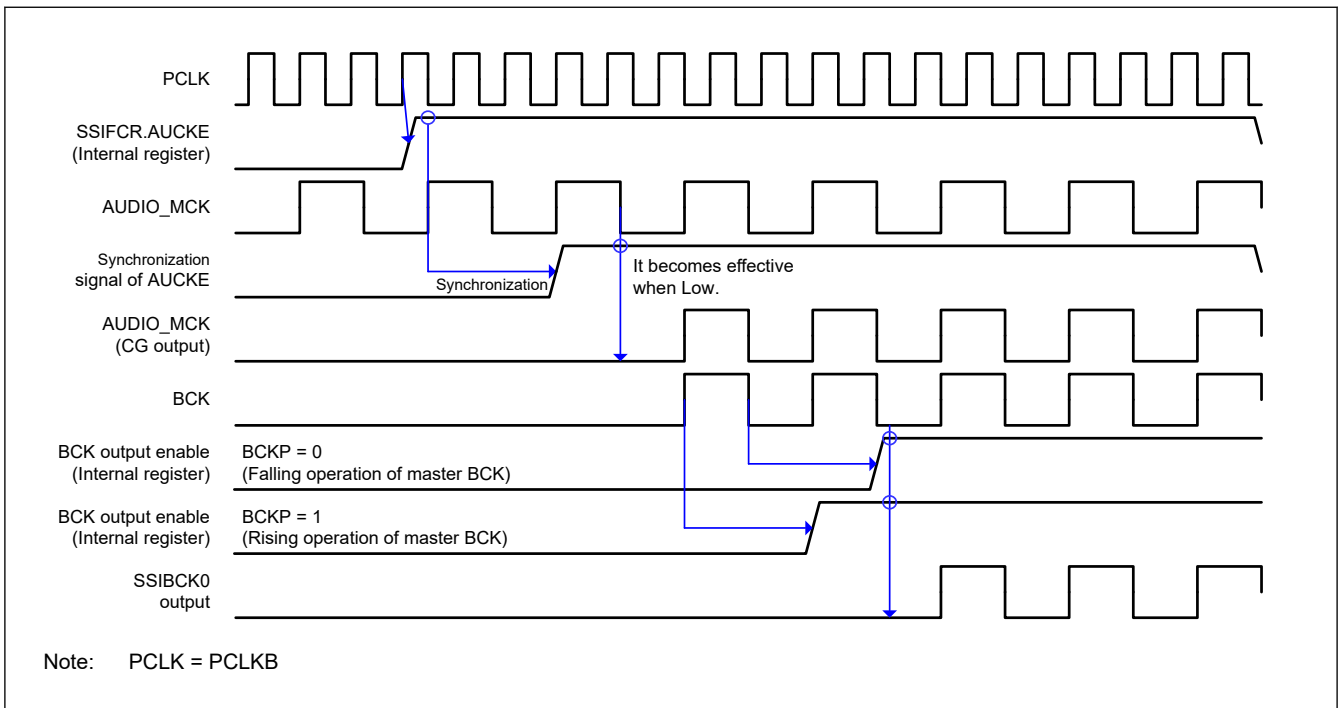 PCLK
SSIFCR.AUCKE
(Internal register)
AUDIO_MCK
Synchronization
signal of AUCKE
Synchronization
It becomes effective
when Low.
AUDIO_MCK
(CG output)
BCK
BCK output enable
(Internal register)
BCKP = 0
(Falling operation of master BCK)
BCK output enable
(Internal register)
BCKP = 1
(Rising operation of master BCK)
SSIBCK0
output
Note: PCLK = PCLKB